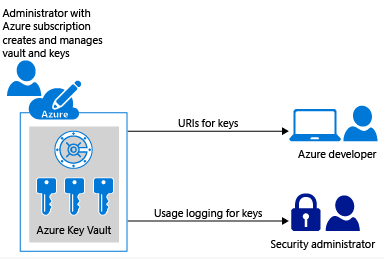 Administrator with
Azure subscription
creates and manages
vault and keys
Azure
URIs for keys
Azure developer
Azure Key Vault
Usage logging for keys
Security administrator